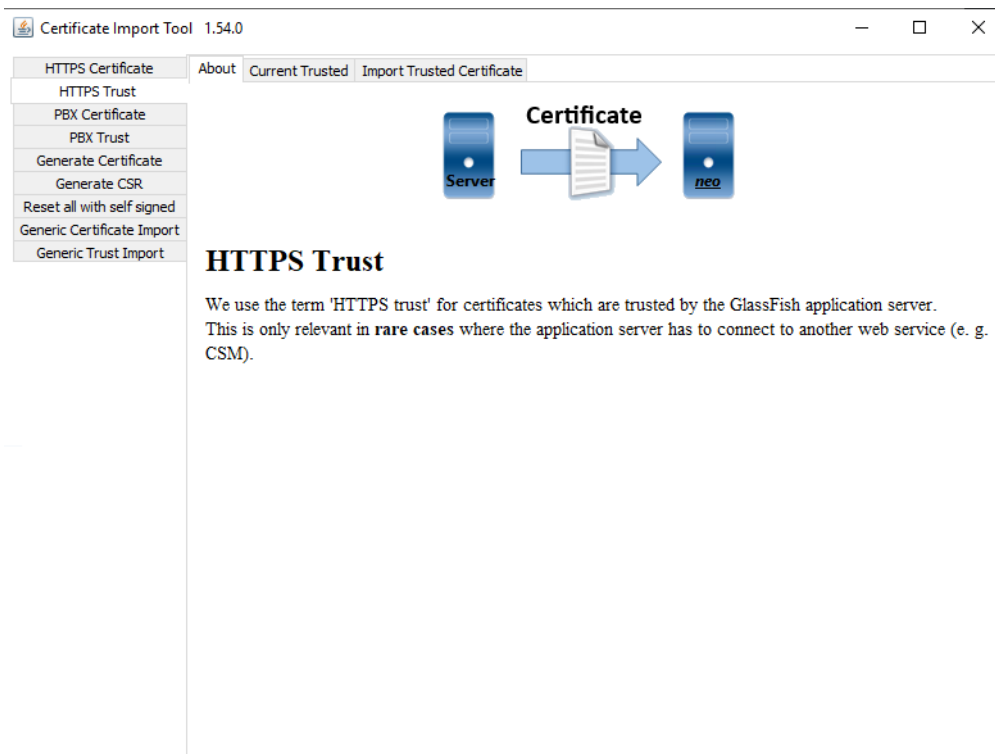 Certificate Import Tool 1.54.0
HTTPS Certificate
HTTPS Trust
PBX Certificate
PBX Trust
Generate Certificate
Generate CSR
Reset all with self signed
Generic Certificate Import
Generic Trust Import
About Current Trusted Import Trusted Certificate
Certificate
Server
neo
HTTPS Trust
We use the term 'HTTPS trust' for certificates which are trusted by the GlassFish application server.
This is only relevant in rare cases where the application server has to connect to another web service (e. g.
CSM).